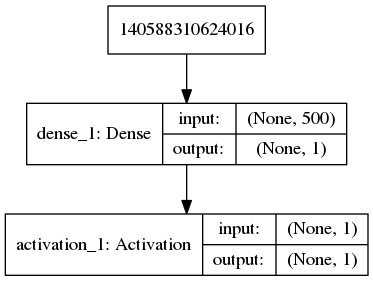 140588310624016
dense_1: Dense
input:
(None, 500)
output:
(None, 1)
activation_1: Activation
input:
(None, 1)
output:
(None, 1)